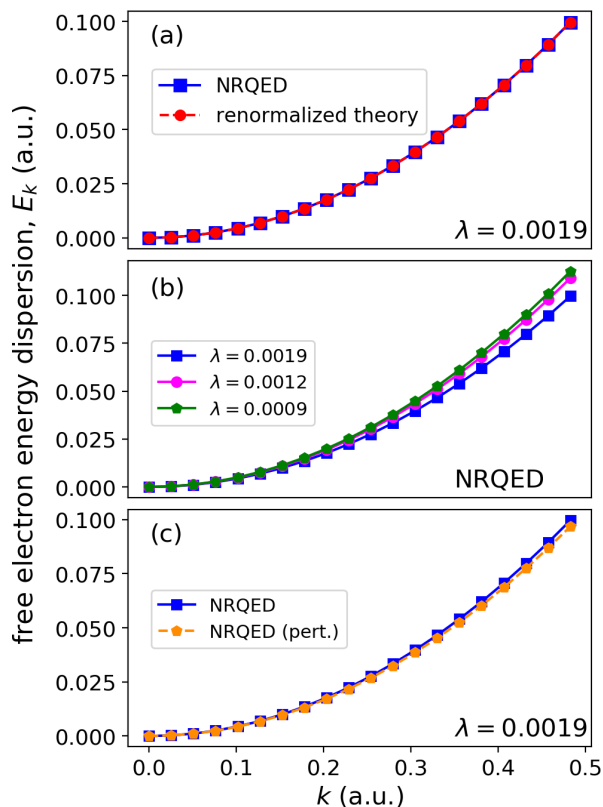 free electron energy dispersion, E_k (a.u.)
(a)
NRQED
renormalized theory
λ = 0.0019
0.100
0.075
0.050
0.025
0.000
(b)
λ = 0.0019
λ = 0.0012
λ = 0.0009
NRQED
0.100
0.075
0.050
0.025
0.000
(c)
NRQED
NRQED (pert.)
λ = 0.0019
0.100
0.075
0.050
0.025
0.000
0.0 0.1 0.2 0.3 0.4 0.5
k (a.u.)